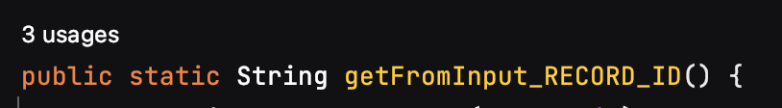 3 usages
public static String getFromInput_RECORD_ID() {